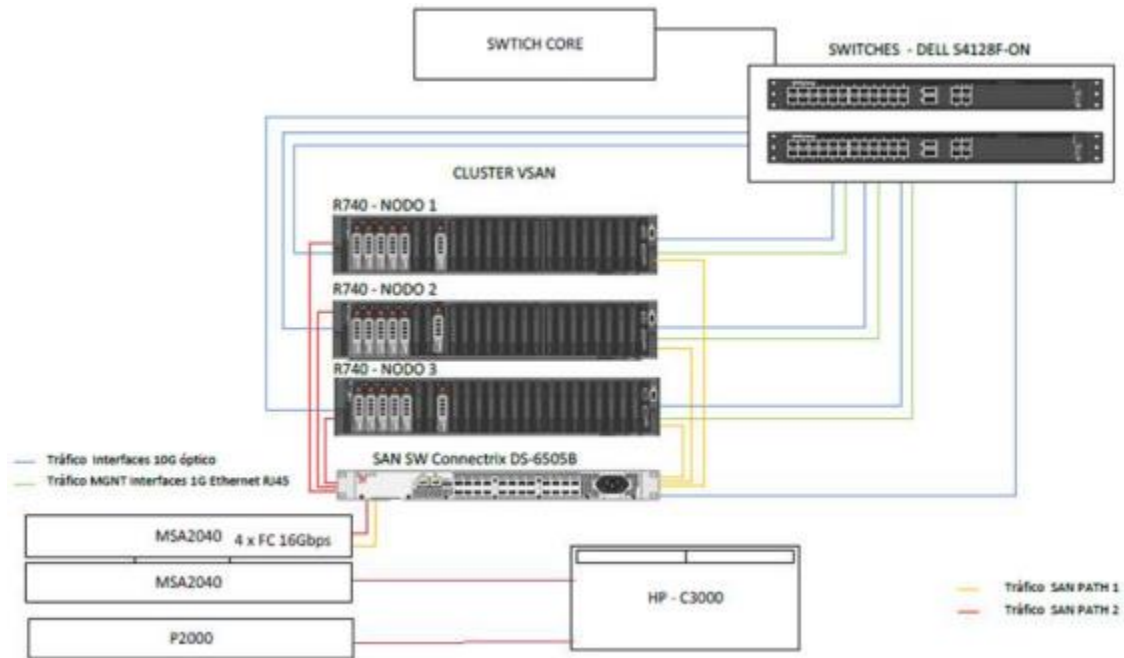 SWTICH CORE
SWITCHES - DELL S4128F-ON
CLUSTER VSAN
R740 - NODO 1
R740 - NODO 2
R740 - NODO 3
SAN SW Connectrix DS-6505B
Tráfico Interfaces 10G óptico
Tráfico MGNT Interfaces 1G Ethernet RJ45
MSA2040 4 x FC 16Gbps
MSA2040
P2000
HP - C3000
Tráfico SAN PATH 1
Tráfico SAN PATH 2